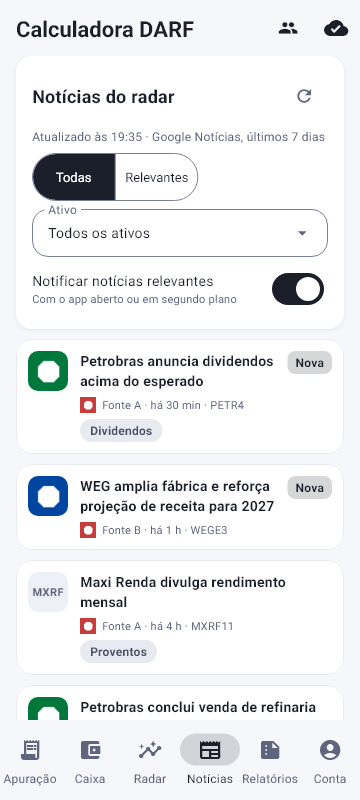 Calculadora DARF
Notícias do radar
Atualizado às 19:35 · Google Notícias, últimos 7 dias
Todas
Relevantes
Ativo
Todos os ativos
Notificar notícias relevantes
Com o app aberto ou em segundo plano
Petrobras anuncia dividendos
acima do esperado
Nova
Fonte A · há 30 min · PETR4
Dividendos
WEG amplia fábrica e reforça
projeção de receita para 2027
Nova
Fonte B · há 1 h · WEGE3
MXRF
Maxi Renda divulga rendimento
mensal
Fonte A · há 4 h · MXRF11
Proventos
Petrobras conclui venda de refinaria
Apuração
Caixa
Radar
Notícias
Relatórios
Conta